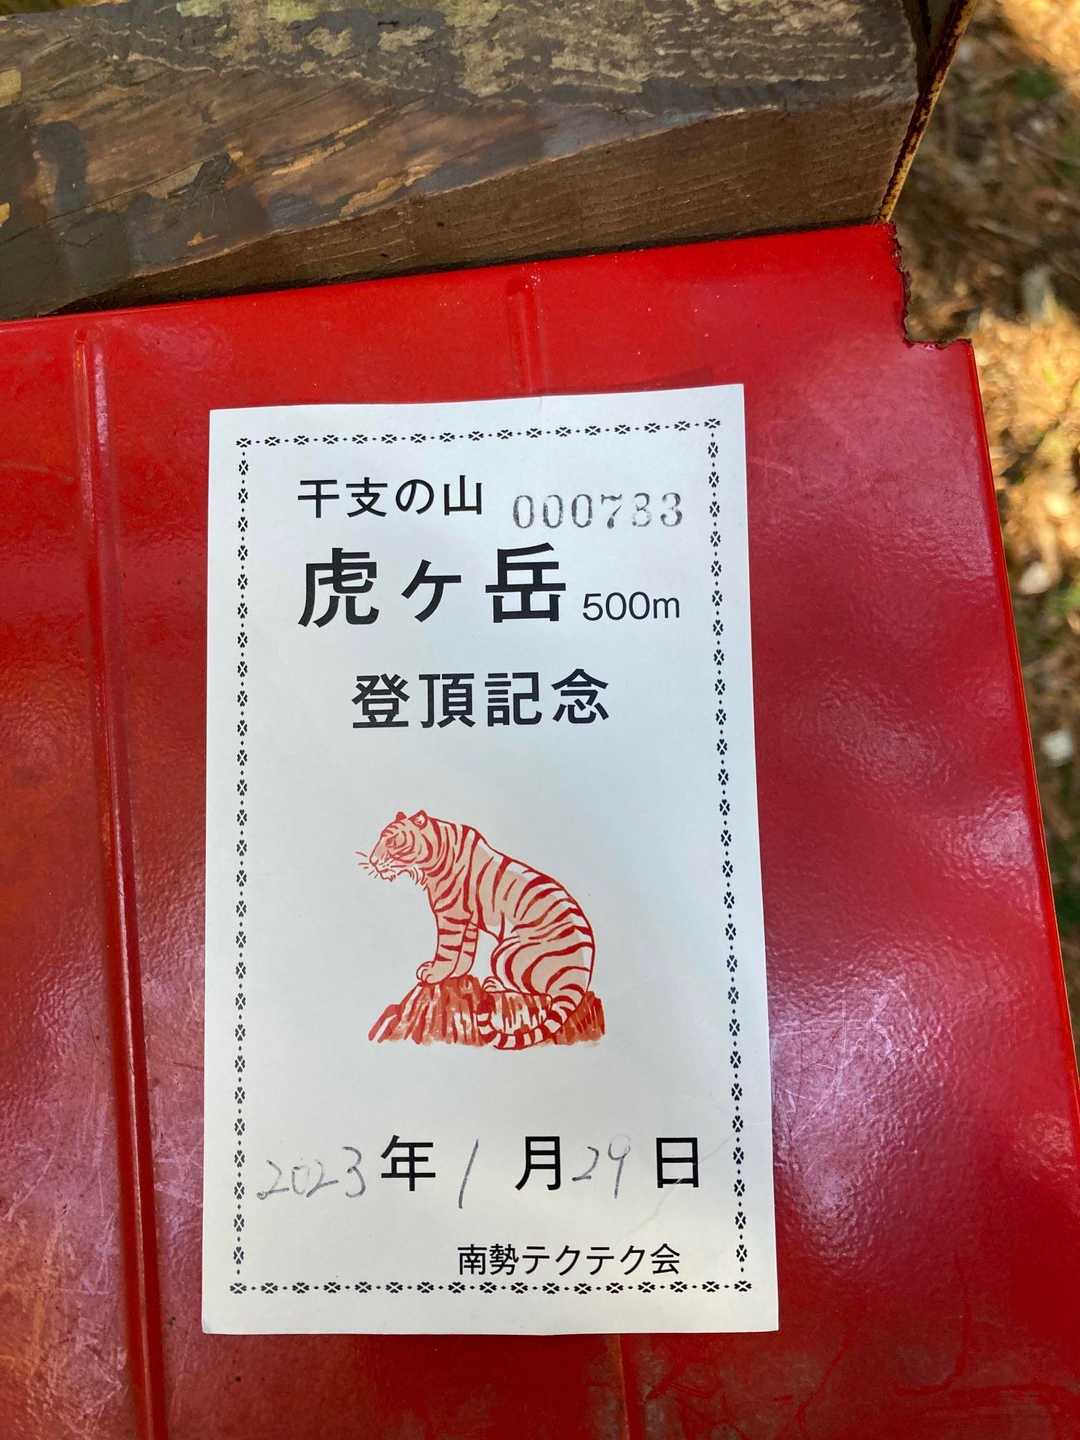 干支の山 000733
虎ヶ岳 500m
登頂記念
2023年1月29日
南勢テクテク会